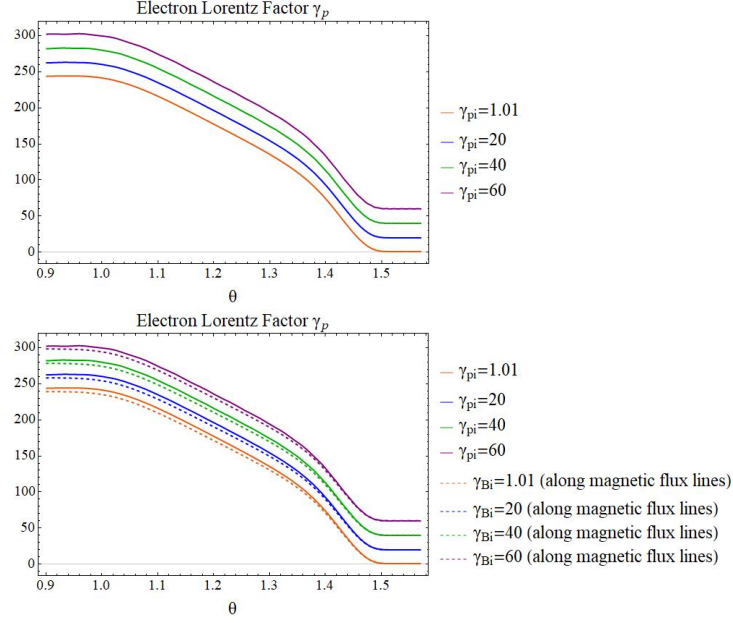 Electron Lorentz Factor γp
300
250
200
150
100
50
0
0.9 1.0 1.1 1.2 1.3 1.4 1.5
θ
γpi=1.01
γpi=20
γpi=40
γpi=60
Electron Lorentz Factor γp
300
250
200
150
100
50
0
0.9 1.0 1.1 1.2 1.3 1.4 1.5
θ
γpi=1.01
γpi=20
γpi=40
γpi=60
γBi=1.01 (along magnetic flux lines)
γBi=20 (along magnetic flux lines)
γBi=40 (along magnetic flux lines)
γBi=60 (along magnetic flux lines)